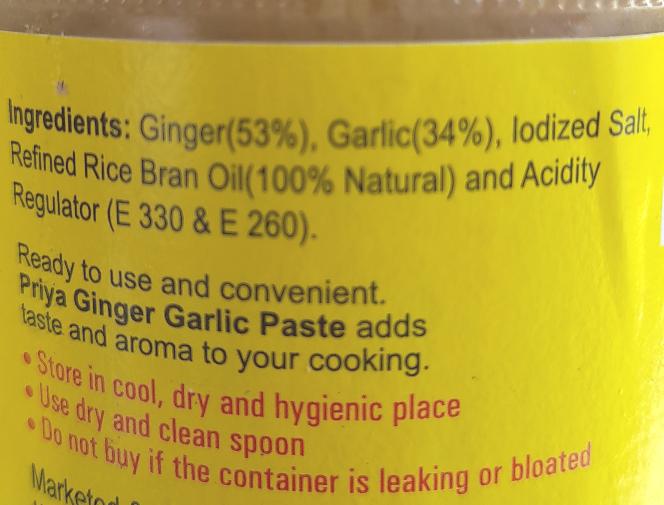 Ingredients: Ginger(53%), Garlic(34%), Iodized Salt,
Refined Rice Bran Oil(100% Natural) and Acidity
Regulator (E 330 & E 260).
Ready to use and convenient.
Priya Ginger Garlic Paste adds
taste and aroma to your cooking.
• Store in cool, dry and hygienic place
• Use dry and clean spoon
• Do not buy if the container is leaking or bloated
Marketed